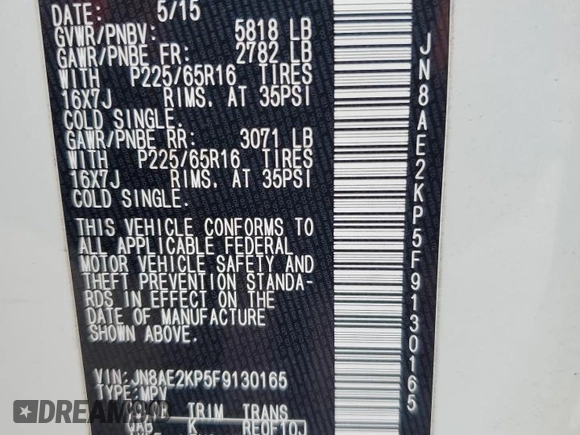 DATE: 5/15
GVWR/PNBV: 5818 LB
GAWR/PNBE FR: 2782 LB
WITH P225/65R16 TIRES
16X7J RIMS. AT 35PSI
COLD SINGLE.
GAWR/PNBE RR: 3071 LB
WITH P225/65R16 TIRES
16X7J RIMS. AT 35PSI
COLD SINGLE.
THIS VEHICLE CONFORMS TO
ALL APPLICABLE FEDERAL
MOTOR VEHICLE SAFETY AND
THEFT PREVENTION STANDA-
RDS IN EFFECT ON THE
DATE OF MANUFACTURE
SHOWN ABOVE.
VIN:JN8AE2KP5F9130165
TYPE:MPV
TRIM TRANS
K RE0F10J
JN8AE2KP5F9130165